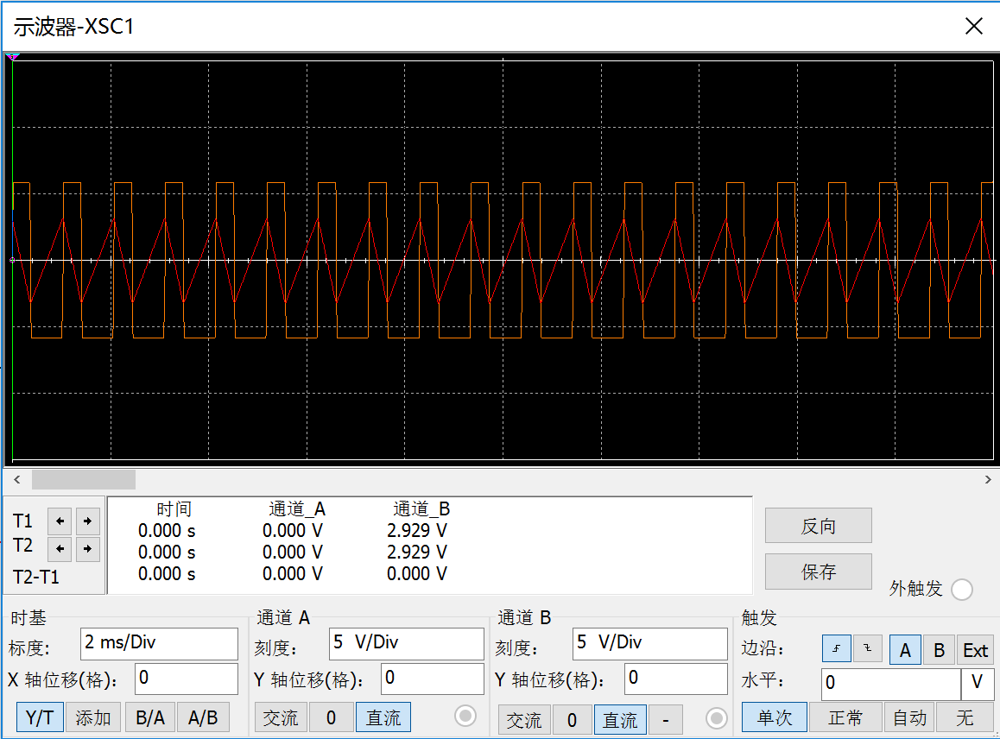 示波器-XSC1
时间 通道_A 通道_B
T1 0.000 s 0.000 V 2.929 V
T2 0.000 s 0.000 V 2.929 V
T2-T1 0.000 s 0.000 V 0.000 V
反向
保存
外触发
时基
标度: 2 ms/Div
X 轴位移(格): 0
Y/T 添加 B/A A/B
通道 A
刻度: 5 V/Div
Y 轴位移(格): 0
交流 0 直流
通道 B
刻度: 5 V/Div
Y 轴位移(格): 0
交流 0 直流 -
触发
边沿: A B Ext
水平: 0 V
单次 正常 自动 无